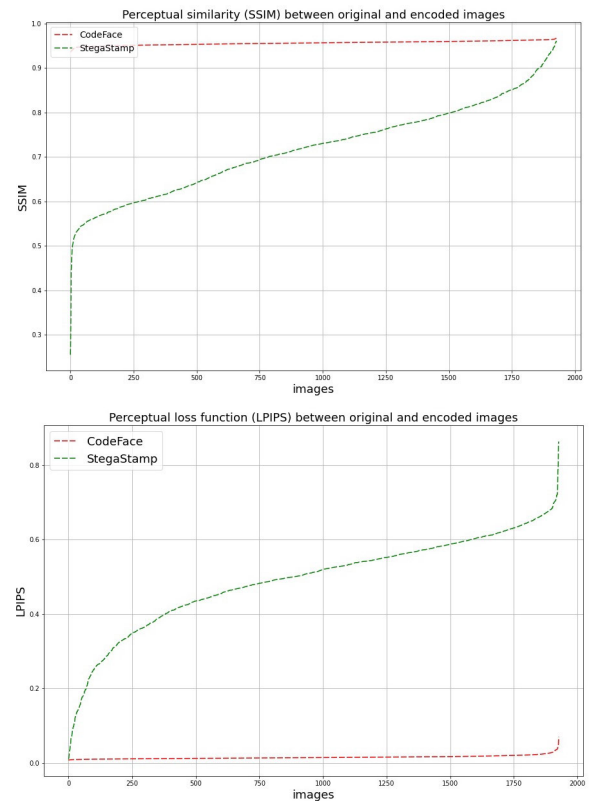 Perceptual similarity (SSIM) between original and encoded images
1.0
CodeFace
StegaStamp
0.9
0.8
0.7
SSIM
0.6
0.5
0.4
0.3
0 250 500 750 1000 1250 1500 1750 2000
images
Perceptual loss function (LPIPS) between original and encoded images
CodeFace
StegaStamp
0.8
0.6
LPIPS
0.4
0.2
0.0
0 250 500 750 1000 1250 1500 1750 2000
images